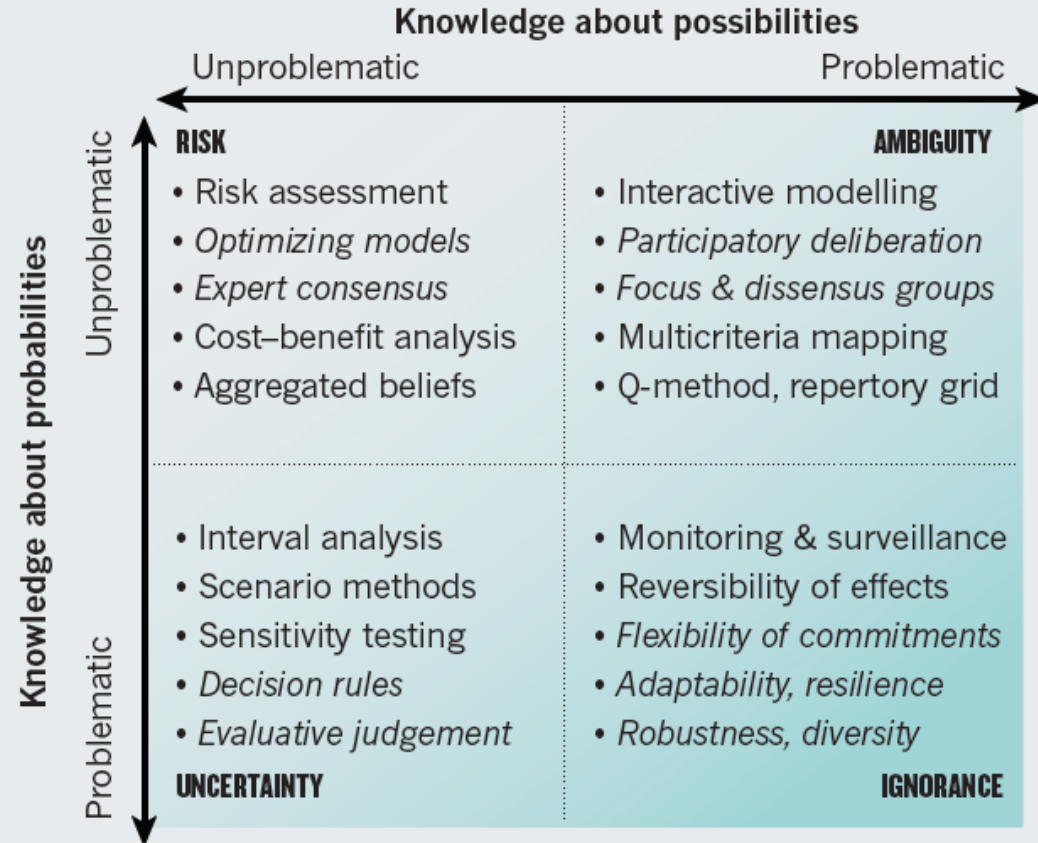 Knowledge about possibilities
Unproblematic
Problematic
Knowledge about probabilities
Unproblematic
Problematic
RISK
• Risk assessment
• Optimizing models
• Expert consensus
• Cost–benefit analysis
• Aggregated beliefs
AMBIGUITY
• Interactive modelling
• Participatory deliberation
• Focus & dissensus groups
• Multicriteria mapping
• Q-method, repertory grid
• Interval analysis
• Scenario methods
• Sensitivity testing
• Decision rules
• Evaluative judgement
UNCERTAINTY
• Monitoring & surveillance
• Reversibility of effects
• Flexibility of commitments
• Adaptability, resilience
• Robustness, diversity
IGNORANCE